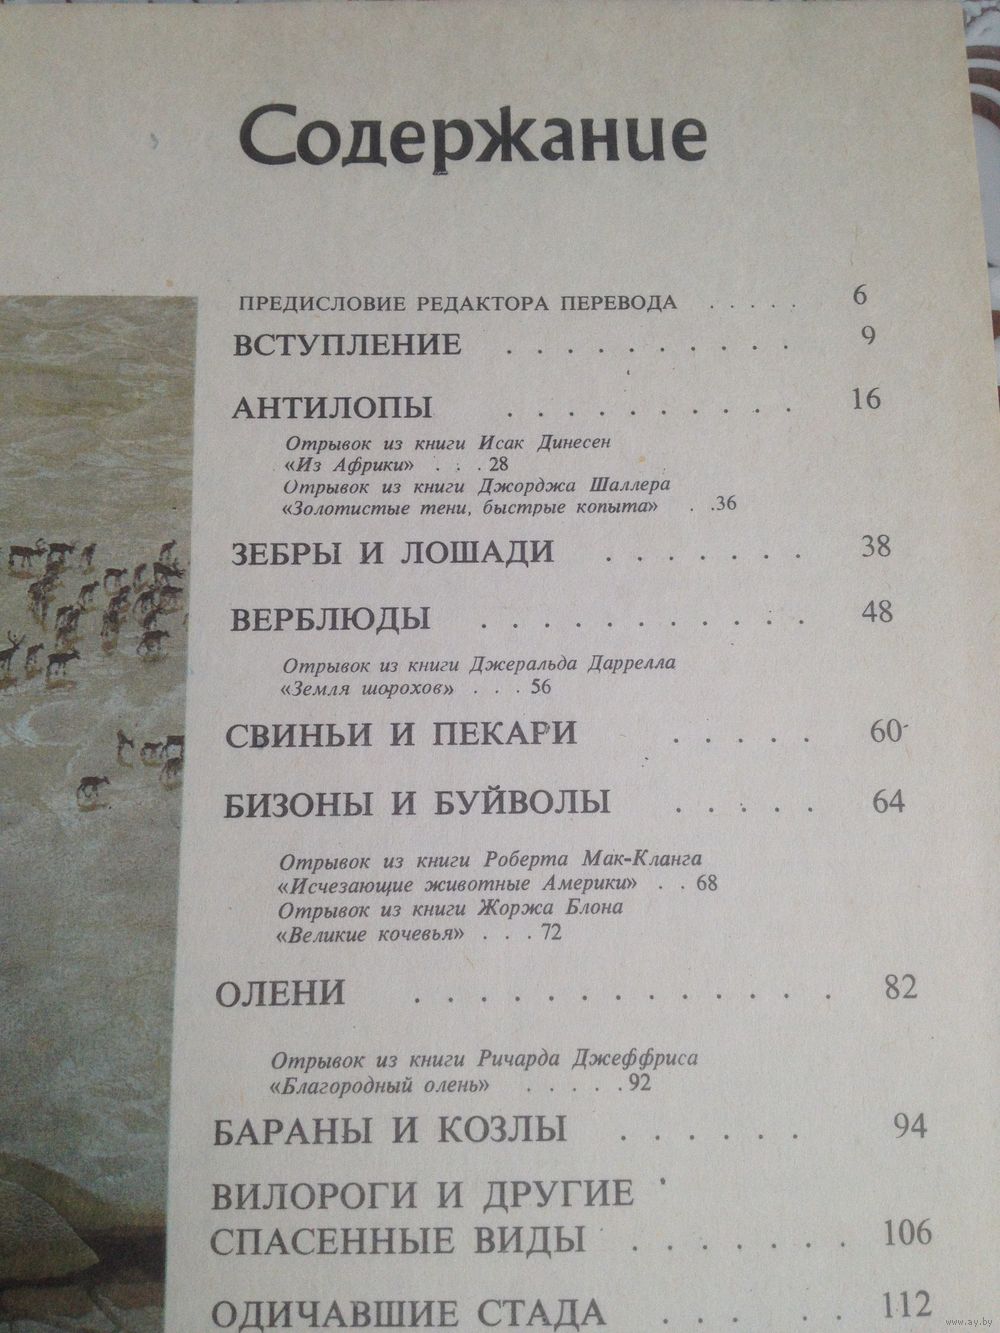 Содержание
ПРЕДИСЛОВИЕ РЕДАКТОРА ПЕРЕВОДА . . . . . 6
ВСТУПЛЕНИЕ . . . . . . . . . . 9
АНТИЛОПЫ . . . . . . . . . . 16
Отрывок из книги Исак Динесен
«Из Африки» . . . 28
Отрывок из книги Джорджа Шаллера
«Золотистые тени, быстрые копыта» . .36
ЗЕБРЫ И ЛОШАДИ . . . . . . . 38
ВЕРБЛЮДЫ . . . . . . . . . . . 48
Отрывок из книги Джеральда Даррелла
«Земля шорохов» . . . 56
СВИНЬИ И ПЕКАРИ . . . . . 60
БИЗОНЫ И БУЙВОЛЫ . . . . . 64
Отрывок из книги Роберта Мак-Кланга
«Исчезающие животные Америки» . . 68
Отрывок из книги Жоржа Блона
«Великие кочевья» . . . 72
ОЛЕНИ . . . . . . . . . . . . . 82
Отрывок из книги Ричарда Джеффриса
«Благородный олень» . . . . . 92
БАРАНЫ И КОЗЛЫ . . . . . . 94
ВИЛОРОГИ И ДРУГИЕ
СПАСЕННЫЕ ВИДЫ . . . . . . . 106
ОДИЧАВШИЕ СТАДА . . . . . 112
www.ay.by